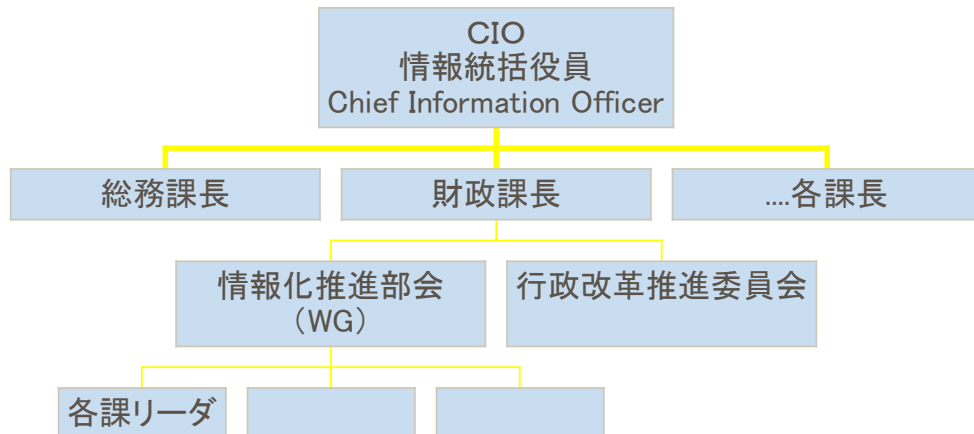 CIO
情報統括役員
Chief Information Officer
総務課長
財政課長
....各課長
情報化推進部会
（WG）
行政改革推進委員会
各課リーダ